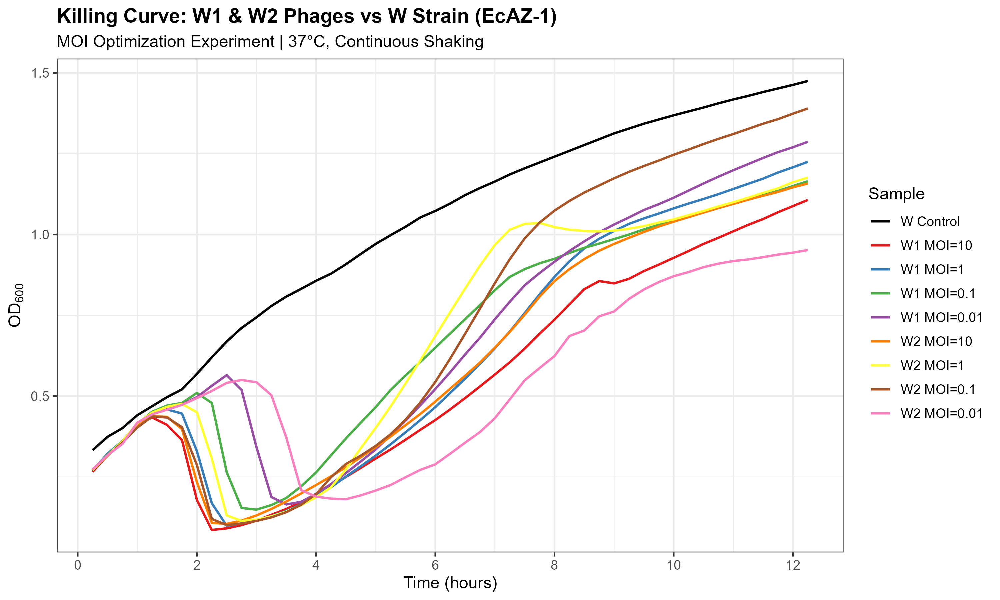 Killing Curve: W1 & W2 Phages vs W Strain (EcAZ-1)
MOI Optimization Experiment | 37°C, Continuous Shaking
1.5
1.0
0.5
OD600
0 2 4 6 8 10 12
Time (hours)
Sample
W Control
W1 MOI=10
W1 MOI=1
W1 MOI=0.1
W1 MOI=0.01
W2 MOI=10
W2 MOI=1
W2 MOI=0.1
W2 MOI=0.01